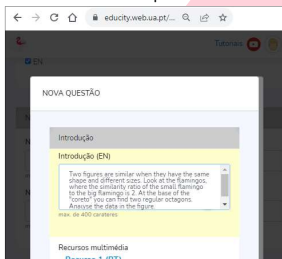 educity.web.ua.pt/...
Tutoriais
EN
NOVA QUESTÃO
Introdução
Introdução (EN)
Two figures are similar when they have the same
shape and different sizes. Look at the flamingos,
where the similarity ratio of the small flamingo
to the big flamingo is 2. At the base of the
"coreto" you can find two regular octagons.
Anaiyse the data in the figure.
max. de 400 carateres
Recursos multimédia
Recurso 1 (PT)